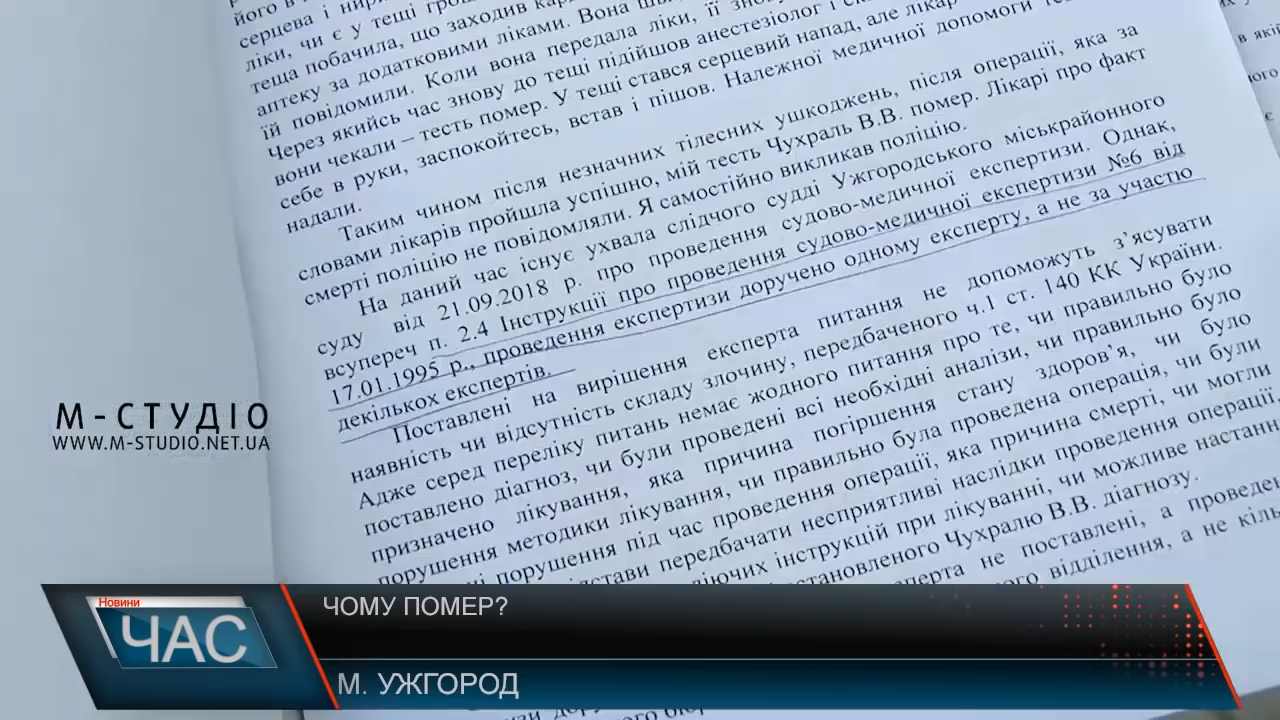 його в
серцева і нирк
ліки, чи є у тещі грош
теща побачила, що заходив кард
аптеку за додатковими ліками. Вона шви
їй повідомили. Коли вона передала ліки, її знову
Через якийсь час знову до тещі підійшов анестезіолог і ск
вони чекали – тесть помер. У тещі стався серцевий напад, але лікарі
себе в руки, заспокойтесь, встав і пішов. Належної медичної допомоги
надали.
Таким чином після незначних тілесних ушкоджень, після операції, яка за
словами лікарів пройшла успішно, мій тесть Чухраль В.В. помер. Лікарі про факт
смерті поліцію не повідомляли. Я самостійно викликав поліцію.
На даний час існує ухвала слідчого судді Ужгородського міськрайонного
суду від 21.09.2018 р. про проведення судово-медичної експертизи. Однак,
всупереч п. 2.4 Інструкції про проведення судово-медичної експертизи №6 від
17.01.1995 р., проведення експертизи доручено одному експерту, а не за участю
декількох експертів.
Поставлені на вирішення експерта питання не допоможуть з’ясувати
наявність чи відсутність складу злочину, передбаченого ч.1 ст. 140 КК України.
Адже серед переліку питань немає жодного питання про те, чи правильно було
поставлено діагноз, чи були проведені всі необхідні аналізи, чи правильно було
призначено лікування, яка причина погіршення стану здоров’я, чи було
порушення методики лікування, чи правильно була проведена операція, чи були
порушення під час проведення операції, яка причина смерті, чи могли
передбачати несприятливі наслідки проведення операції
інструкцій при лікуванні, чи можливе настанн
Чухралю В.В. діагнозу.
не поставлені, а проведен
відділення, а не кіль
в які
ного
є
М-СТУДІО
WWW.M-STUDIO.NET.UA
Новини
ЧАС
ЧОМУ ПОМЕР?
М. УЖГОРОД